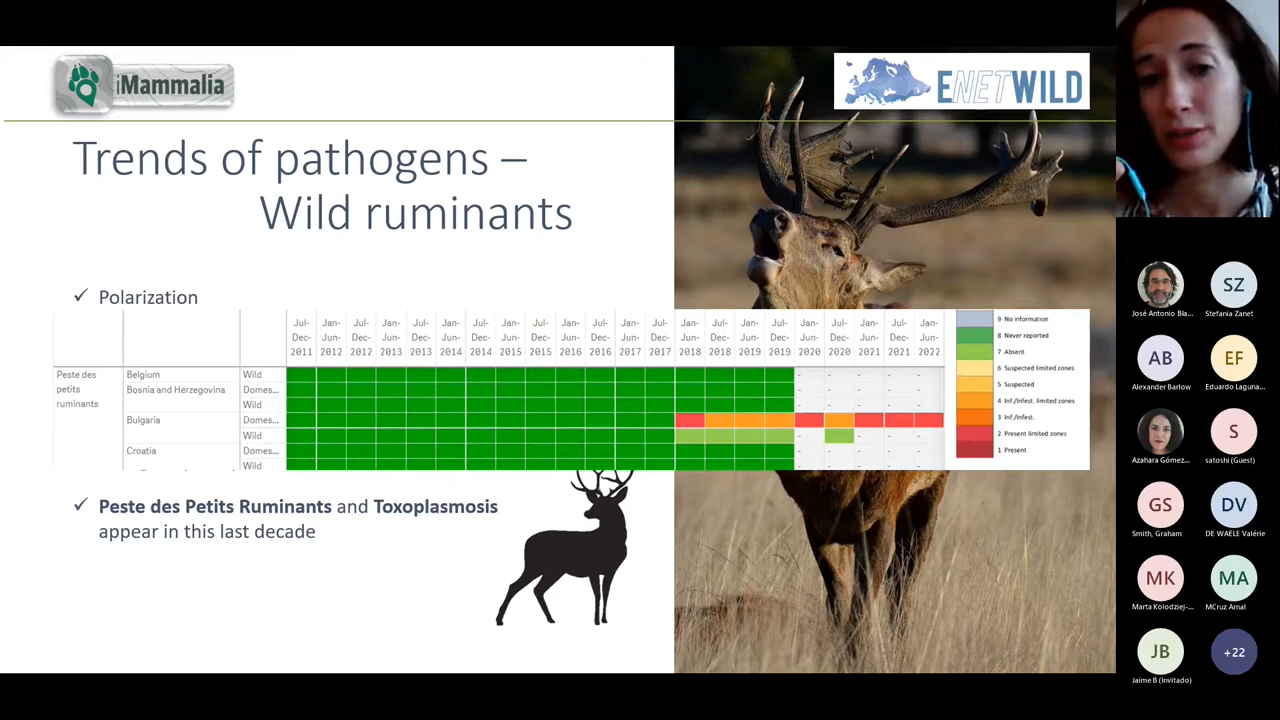 iMammalia
ENETWILD
Trends of pathogens –
Wild ruminants
✓ Polarization
Jul- Jan- Jul- Jan- Jul- Jan- Jul- Jan- Jul- Jan- Jul- Jan- Jul- Jan- Jul- Jan- Jul- Jan- Jul- Jan- Jul- Jan-
Dec- Jun- Dec- Jun- Dec- Jun- Dec- Jun- Dec- Jun- Dec- Jun- Dec- Jun- Dec- Jun- Dec- Jun- Dec- Jun- Dec- Jun-
2011 2012 2012 2013 2013 2014 2014 2015 2015 2016 2016 2017 2017 2018 2018 2019 2019 2020 2020 2021 2021 2022
Peste des Belgium Wild
petits Bosnia and Herzegovina Domes...
ruminants Wild
Bulgaria Domes...
Wild
Croatia Domes...
Wild
9 No information
8 Never reported
7 Absent
6 Suspected limited zones
5 Suspected
4 Inf./Infest. limited zones
3 Inf./Infest.
2 Present limited zones
1 Present
✓ Peste des Petits Ruminants and Toxoplasmosis
appear in this last decade
SZ
José Antonio Bla... Stefania Zanet
AB EF
Alexander Barlow Eduardo Laguna...
S
Azahara Gómez... satoshi (Guest)
GS DV
Smith, Graham DE WAELE Valérie
MK MA
Marta Kołodziej-... MCruz Arnal
JB +22
Jaime B (Invitado)